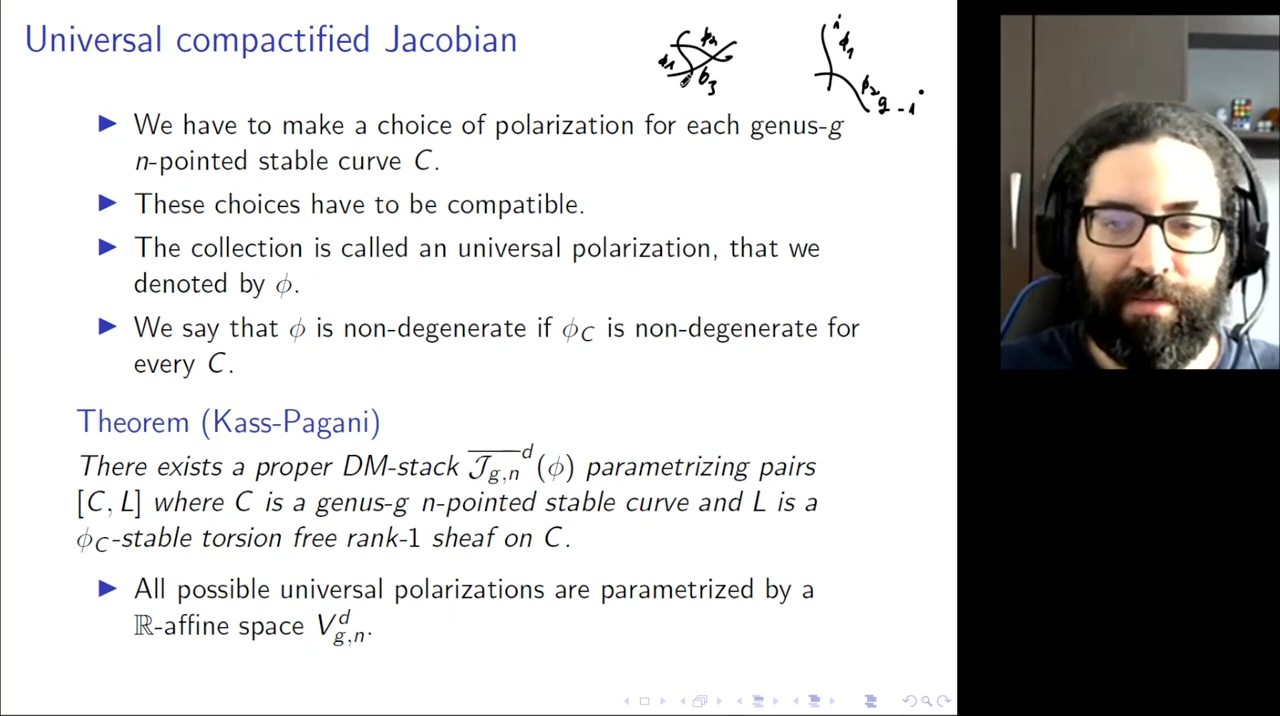 Universal compactified Jacobian
▶ We have to make a choice of polarization for each genus-g
n-pointed stable curve C.
▶ These choices have to be compatible.
▶ The collection is called an universal polarization, that we
denoted by ϕ.
▶ We say that ϕ is non-degenerate if ϕ_C is non-degenerate for
every C.
Theorem (Kass-Pagani)
There exists a proper DM-stack \overline{𝒥_{g,n}}^d(ϕ) parametrizing pairs
[C, L] where C is a genus-g n-pointed stable curve and L is a
ϕ_C-stable torsion free rank-1 sheaf on C.
▶ All possible universal polarizations are parametrized by a
ℝ-affine space V^d_{g,n}.